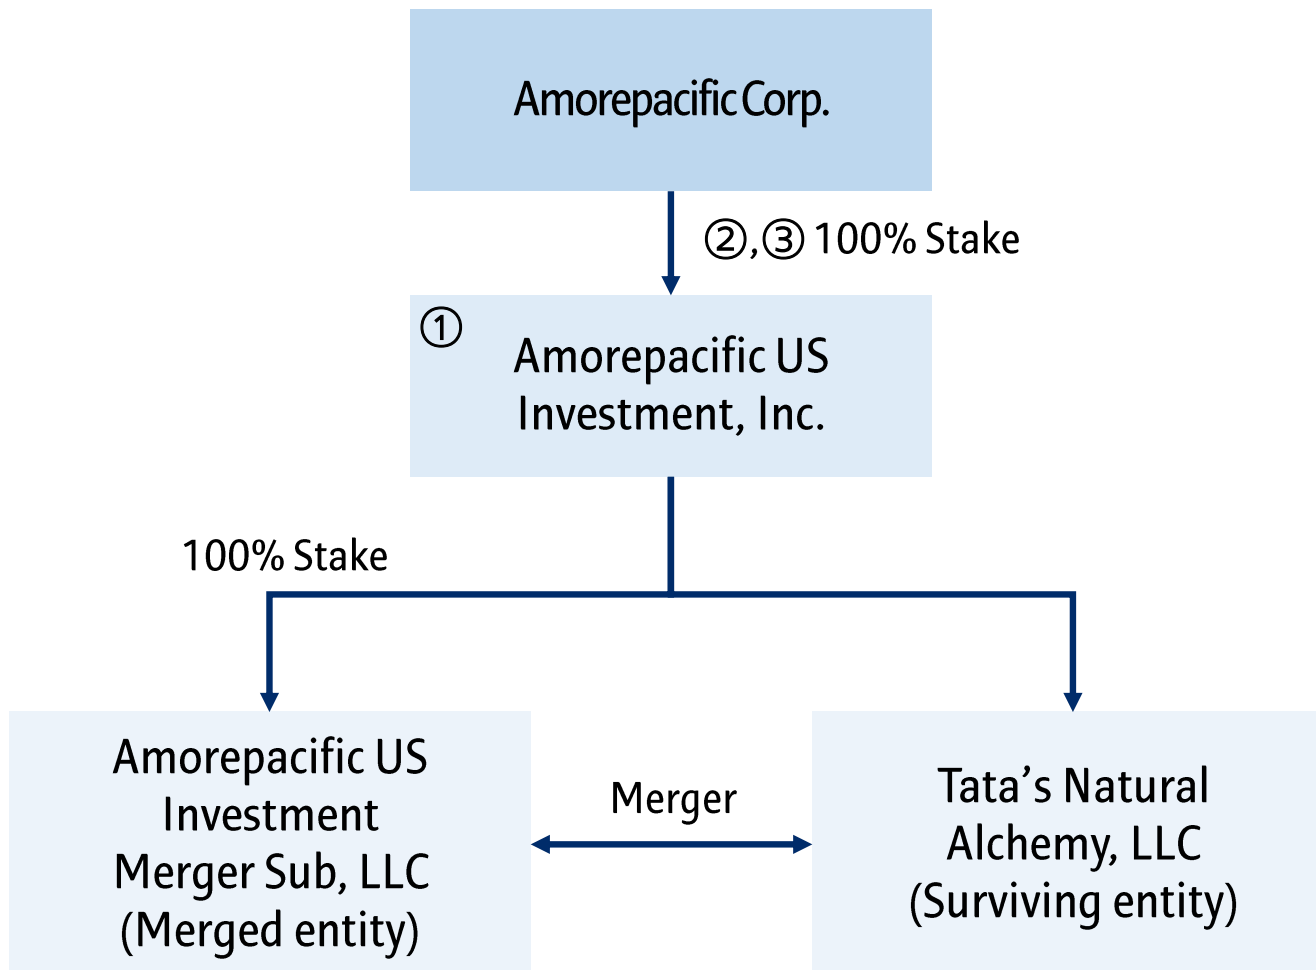 Amorepacific Corp.
②,③ 100% Stake
①
Amorepacific US
Investment, Inc.
100% Stake
Amorepacific US
Investment
Merger Sub, LLC
(Merged entity)
Merger
Tata’s Natural
Alchemy, LLC
(Surviving entity)